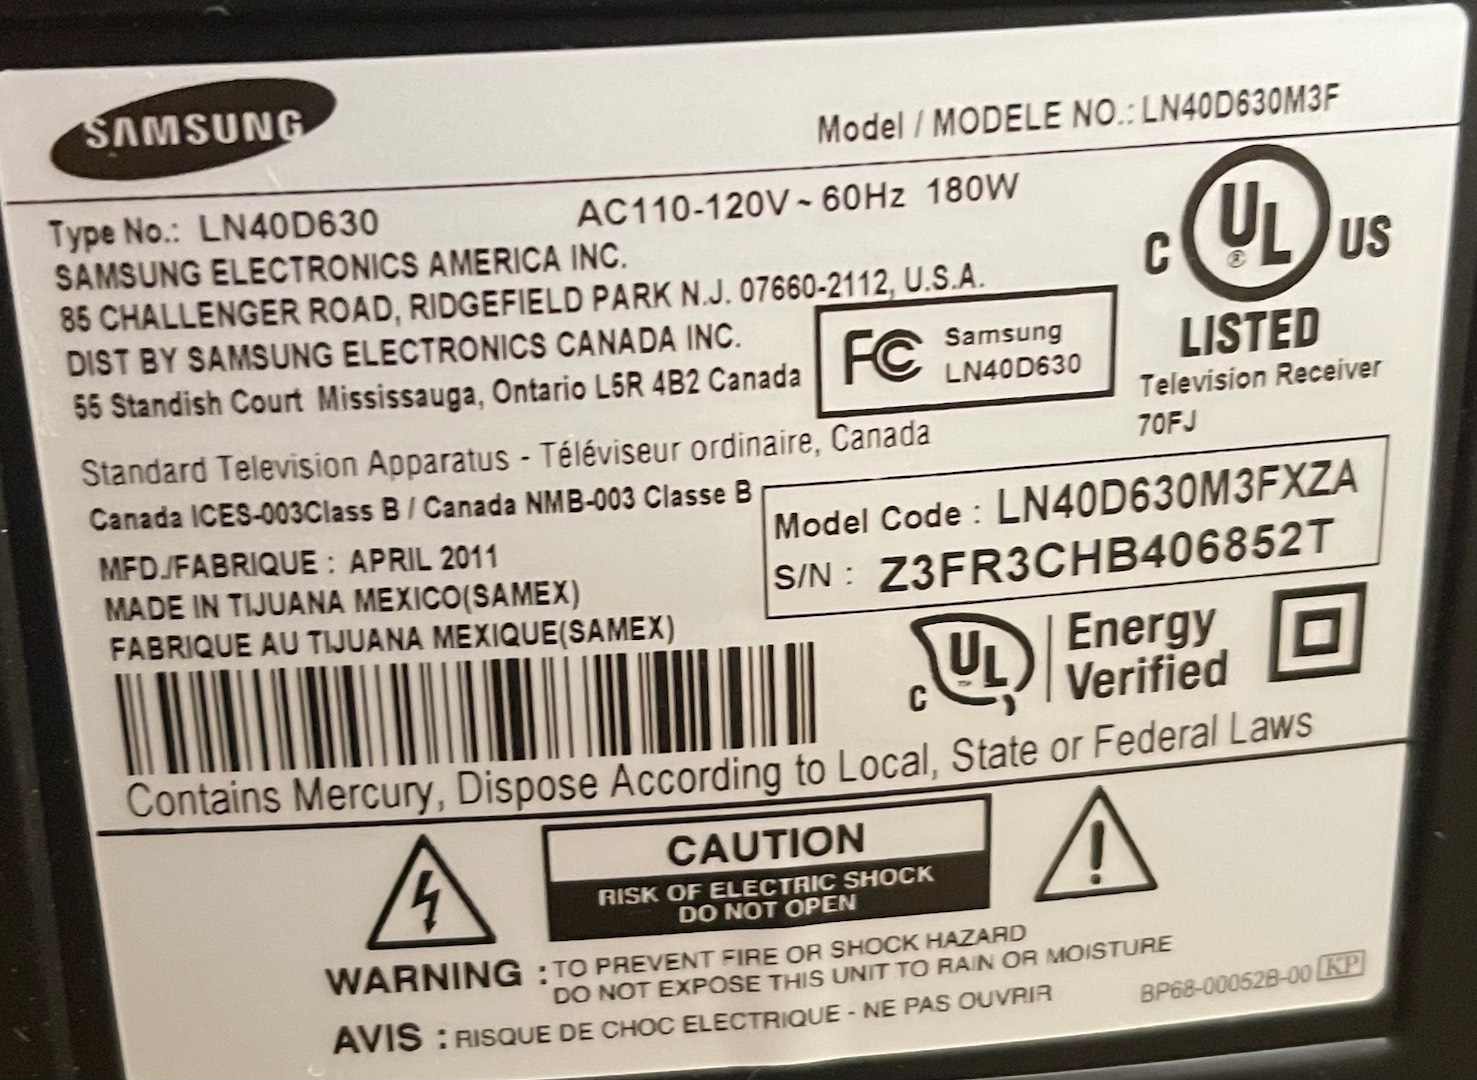 SAMSUNG
Model / MODELE NO.: LN40D630M3F
Type No.: LN40D630
AC110-120V ~ 60Hz 180W
SAMSUNG ELECTRONICS AMERICA INC.
85 CHALLENGER ROAD, RIDGEFIELD PARK N.J. 07660-2112, U.S.A.
DIST BY SAMSUNG ELECTRONICS CANADA INC.
55 Standish Court Mississauga, Ontario L5R 4B2 Canada
FC Samsung
LN40D630
C UL ® US
LISTED
Television Receiver
70FJ
Standard Television Apparatus - Téléviseur ordinaire, Canada
Canada ICES-003Class B / Canada NMB-003 Classe B
Model Code : LN40D630M3FXZA
S/N : Z3FR3CHB406852T
MFD./FABRIQUE : APRIL 2011
MADE IN TIJUANA MEXICO(SAMEX)
FABRIQUE AU TIJUANA MEXIQUE(SAMEX)
C UL Energy
Verified
Contains Mercury, Dispose According to Local, State or Federal Laws
CAUTION
RISK OF ELECTRIC SHOCK
DO NOT OPEN
!
WARNING : TO PREVENT FIRE OR SHOCK HAZARD
DO NOT EXPOSE THIS UNIT TO RAIN OR MOISTURE
AVIS : RISQUE DE CHOC ELECTRIQUE - NE PAS OUVRIR
BP68-00052B-00 KP